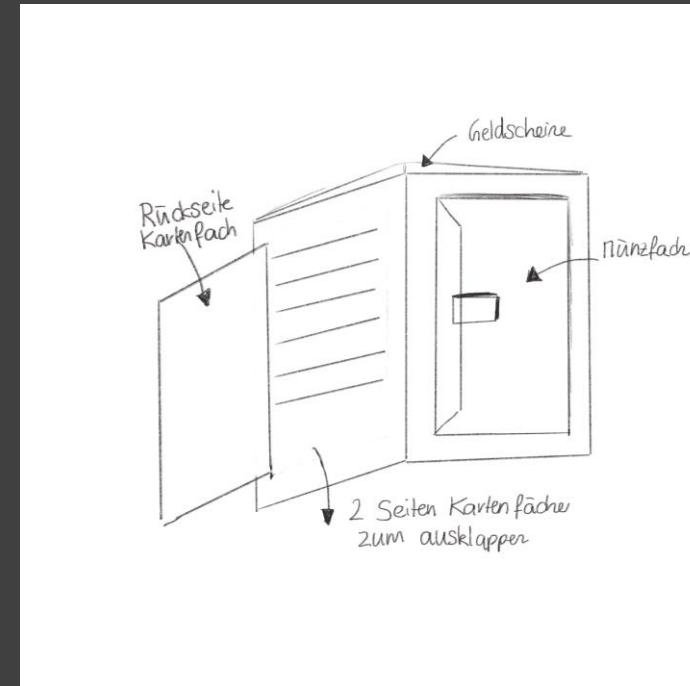 Geldscheine
Rückseite
Kartenfach
Münzfach
2 Seiten Kartenfächer
zum ausklappen